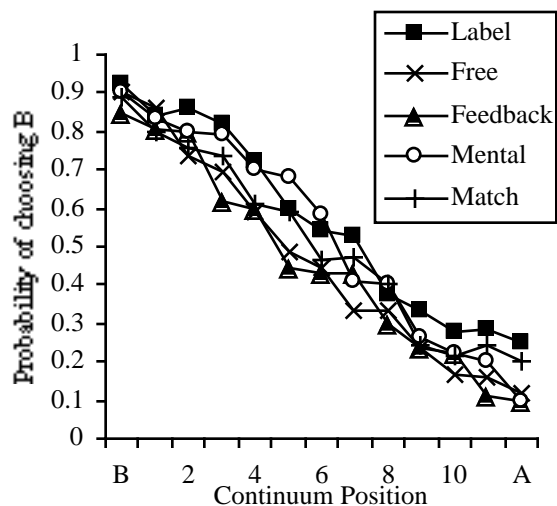 Label
Free
Feedback
Mental
Match
Probability of choosing B
1
0.9
0.8
0.7
0.6
0.5
0.4
0.3
0.2
0.1
0
B 2 4 6 8 10 A
Continuum Position